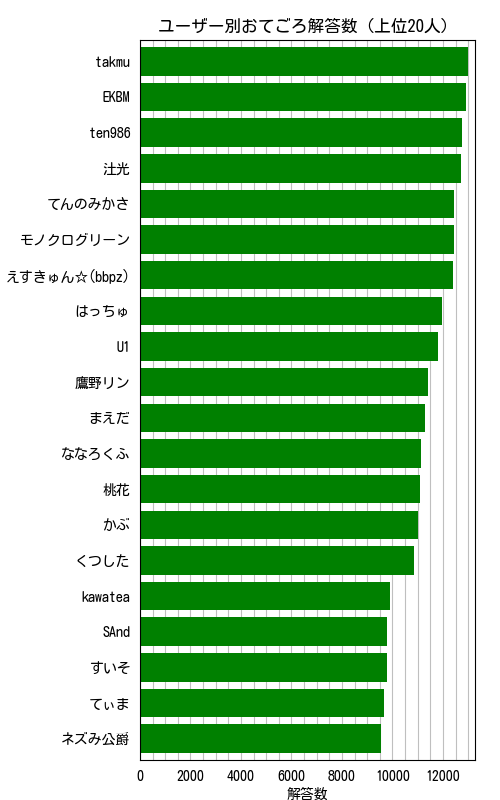 ユーザー別おてごろ解答数（上位20人）
takmu
EKBM
ten986
辻光
てんのみかさ
モノクログリーン
えすきゅん☆(bbpz)
はっちゅ
U1
鷹野リン
まえだ
ななろくふ
桃花
かぶ
くつした
kawatea
SAnd
すいそ
てぃま
ネズみ公爵
0 2000 4000 6000 8000 10000 12000
解答数